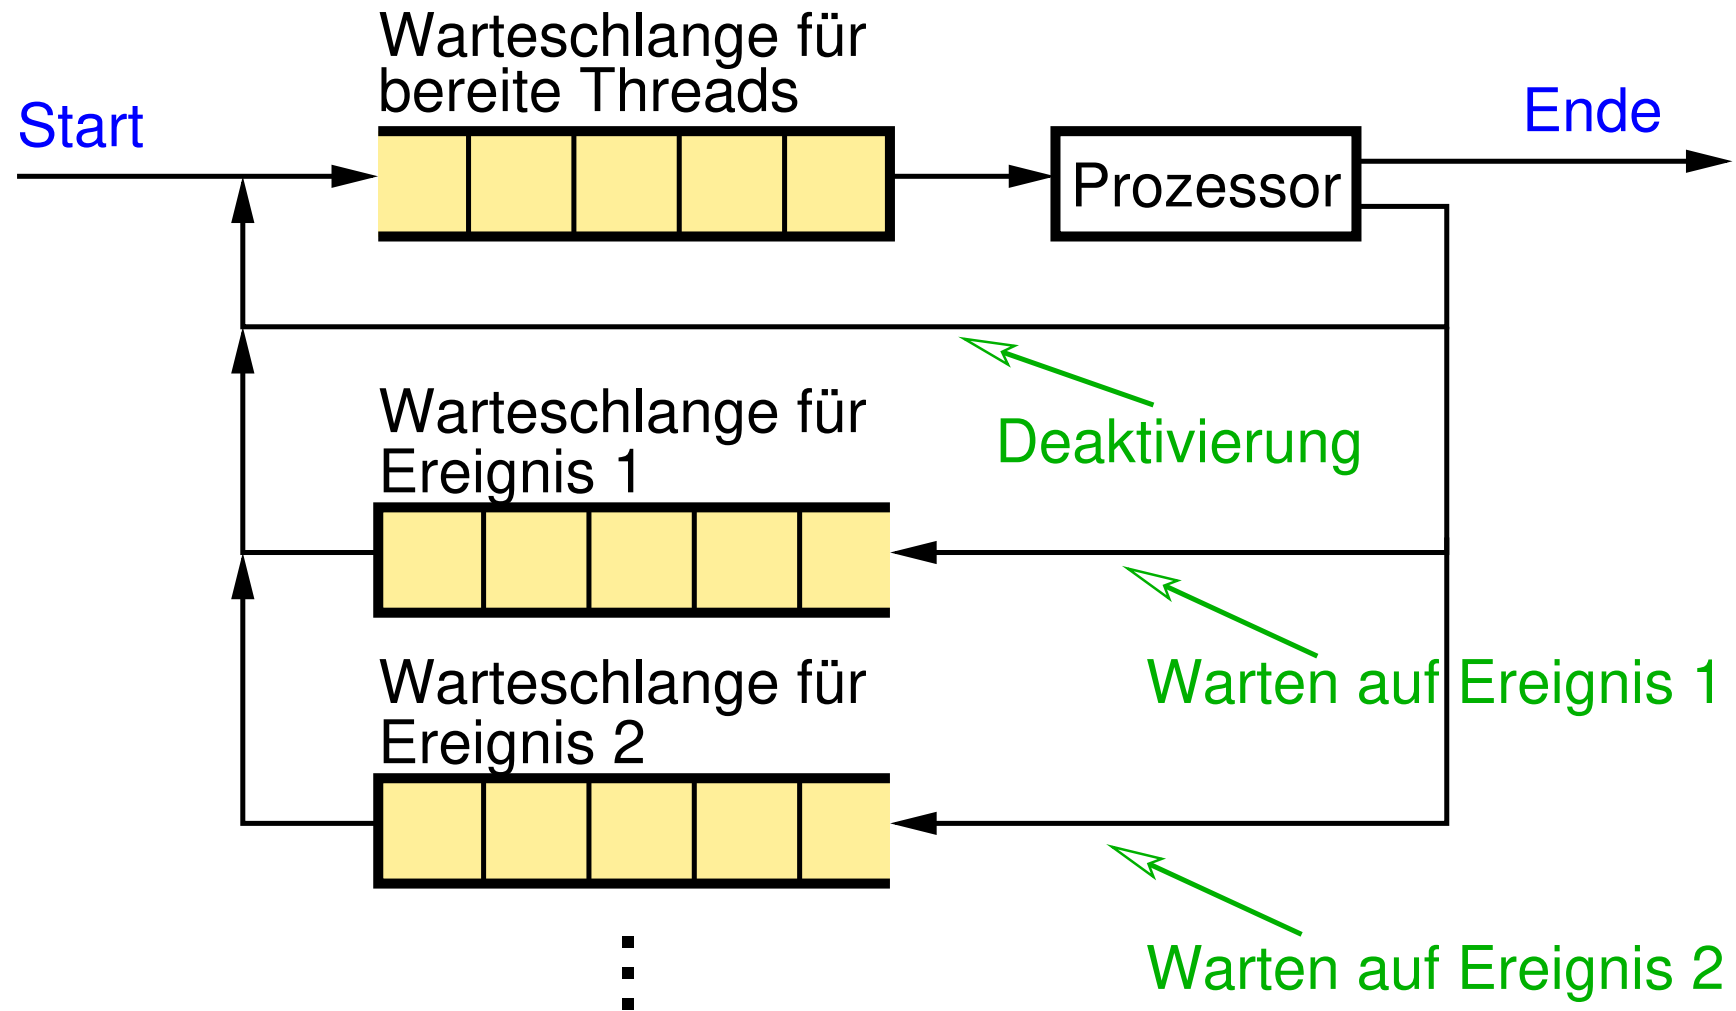 Warteschlange für
bereite Threads
Start
Ende
Prozessor
Warteschlange für
Ereignis 1
Deaktivierung
Warteschlange für
Ereignis 2
Warten auf Ereignis 1
Warten auf Ereignis 2